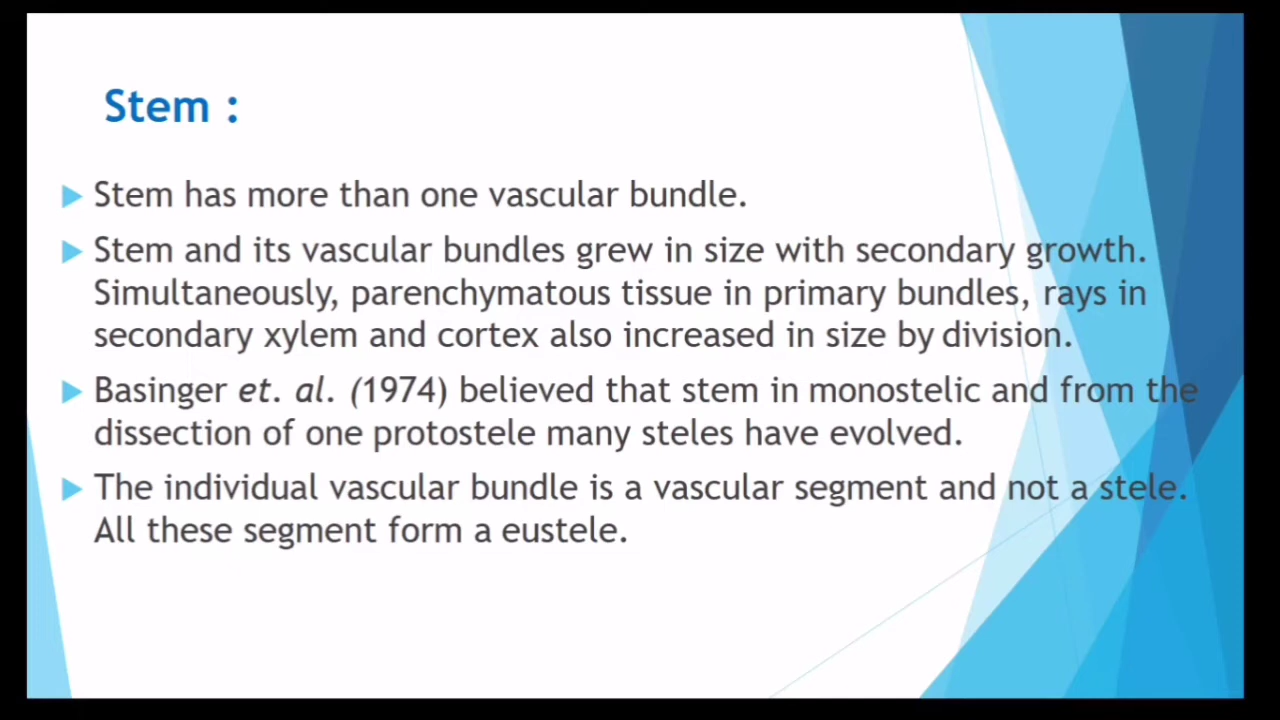 Stem :
Stem has more than one vascular bundle.
Stem and its vascular bundles grew in size with secondary growth.
Simultaneously, parenchymatous tissue in primary bundles, rays in
secondary xylem and cortex also increased in size by division.
Basinger et. al. (1974) believed that stem in monostelic and from the
dissection of one protostele many steles have evolved.
The individual vascular bundle is a vascular segment and not a stele.
All these segment form a eustele.